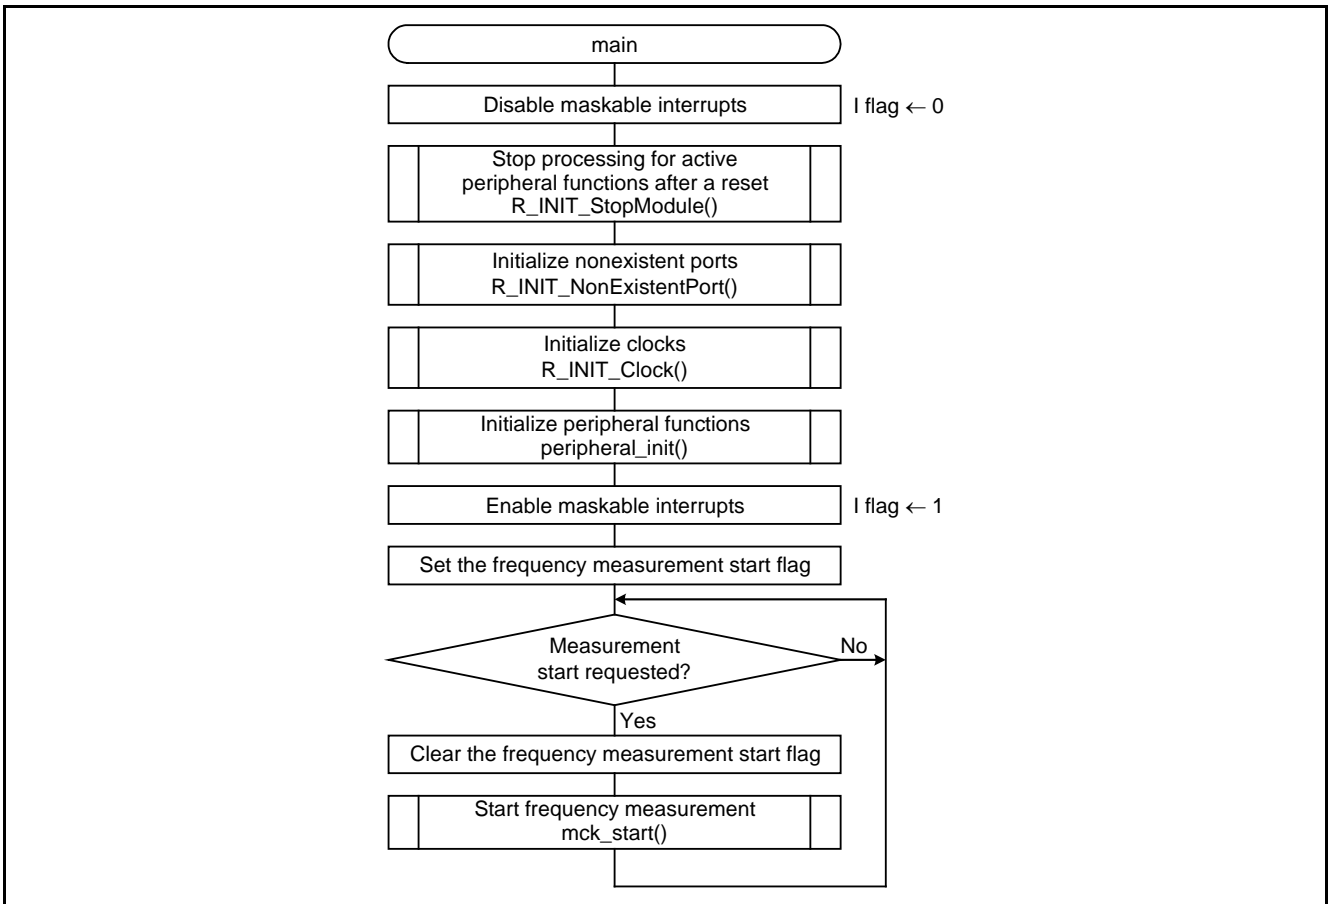 main
Disable maskable interrupts
I flag ← 0
Stop processing for active
peripheral functions after a reset
R_INIT_StopModule()
Initialize nonexistent ports
R_INIT_NonExistentPort()
Initialize clocks
R_INIT_Clock()
Initialize peripheral functions
peripheral_init()
Enable maskable interrupts
I flag ← 1
Set the frequency measurement start flag
Measurement
start requested?
No
Yes
Clear the frequency measurement start flag
Start frequency measurement
mck_start()